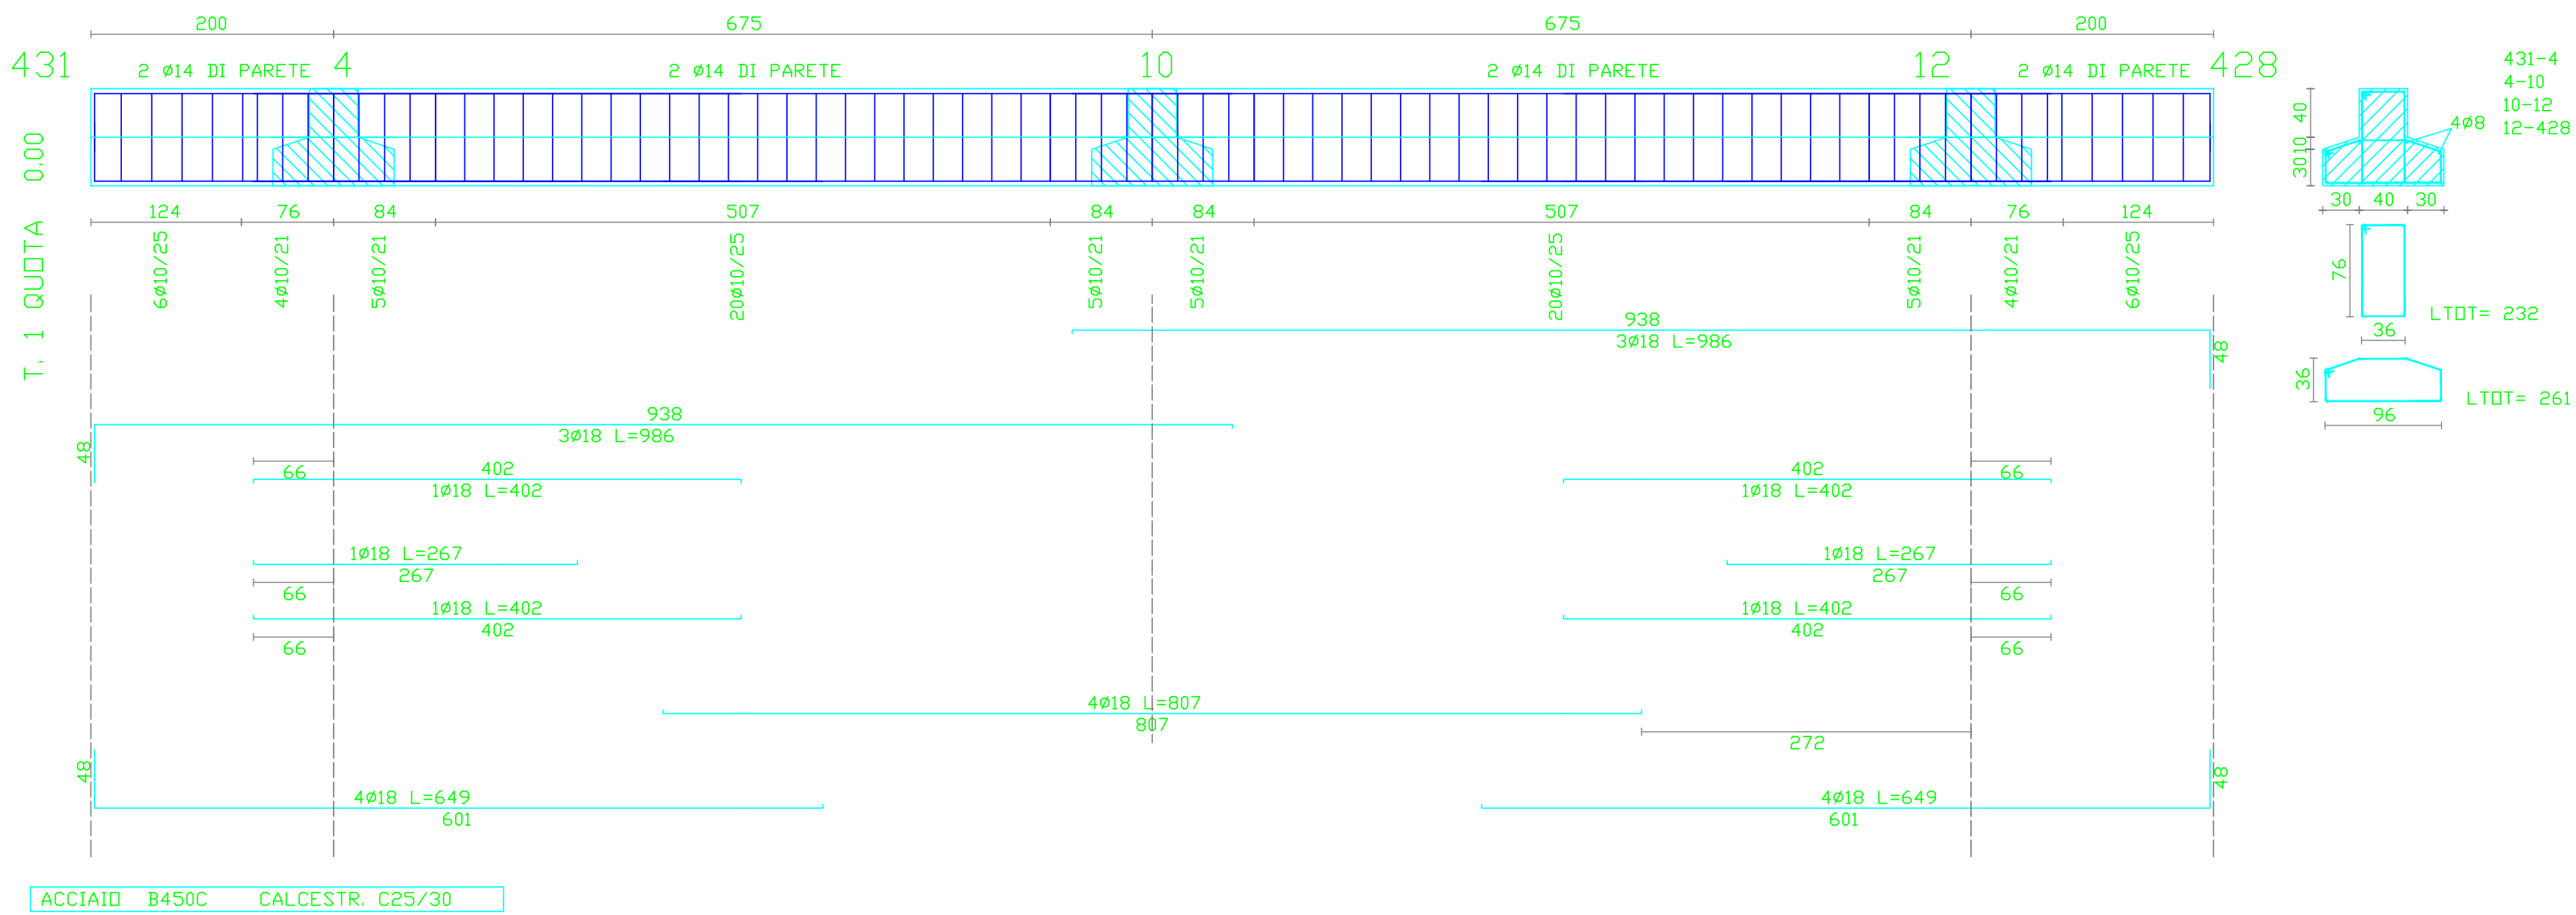 200 675 675 200
431 4 10 12 428
2 ø14 DI PARETE 2 ø14 DI PARETE 2 ø14 DI PARETE 2 ø14 DI PARETE
431-4
4-10
10-12
12-428
4ø8
40
10
30
30 40 30
T. 1 QUOTA 0.00
124 76 84 507 84 84 507 84 76 124
6ø10/25 4ø10/21 5ø10/21 20ø10/25 5ø10/21 5ø10/21 20ø10/25 5ø10/21 4ø10/21 6ø10/25
76
36
LTOT= 232
36
96
LTOT= 261
938
3ø18 L=986
48
938
3ø18 L=986
48
66 402
1ø18 L=402
402 66
1ø18 L=402
1ø18 L=267
267
66
1ø18 L=267
267
66
1ø18 L=402
402
66
1ø18 L=402
402
66
4ø18 L=807
807
272
48
4ø18 L=649
601
4ø18 L=649
601
48
ACCIAIO B450C CALCESTR. C25/30